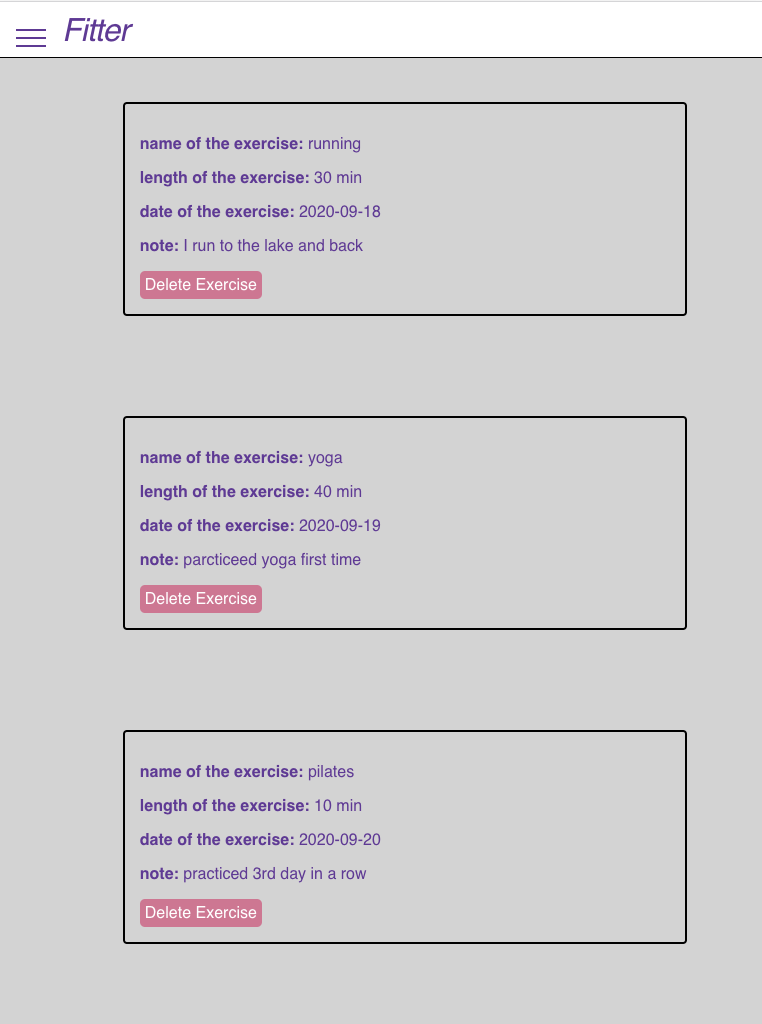 Fitter
name of the exercise: running
length of the exercise: 30 min
date of the exercise: 2020-09-18
note: I run to the lake and back
Delete Exercise
name of the exercise: yoga
length of the exercise: 40 min
date of the exercise: 2020-09-19
note: parcticeed yoga first time
Delete Exercise
name of the exercise: pilates
length of the exercise: 10 min
date of the exercise: 2020-09-20
note: practiced 3rd day in a row
Delete Exercise